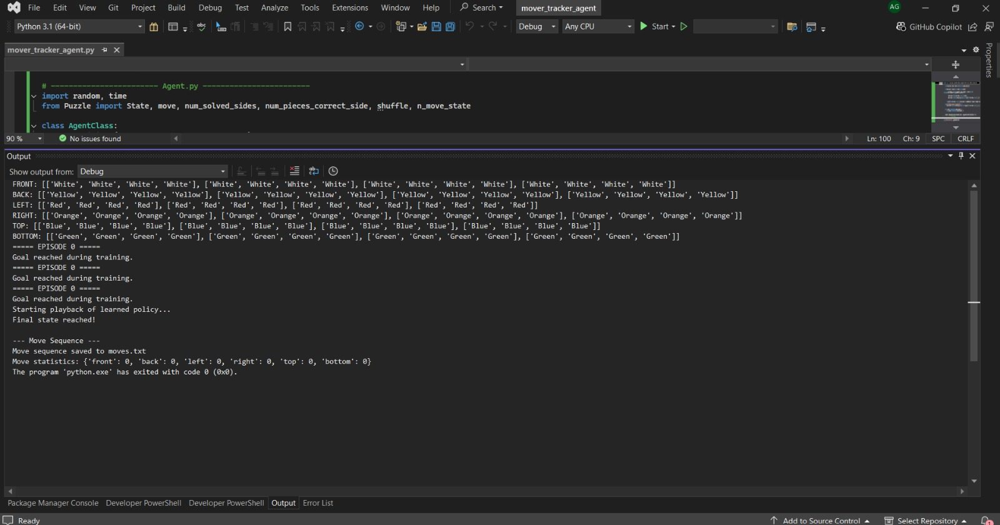 File Edit View Git Project Build Debug Test Analyze Tools Extensions Window Help Search mover_tracker_agent AG
Python 3.1 (64-bit) abc ab Debug Any CPU Start GitHub Copilot
mover_tracker_agent.py
Properties
# ------------------------ Agent.py ------------------------
import random, time
from Puzzle import State, move, num_solved_sides, num_pieces_correct_side, shuffle, n_move_state
class AgentClass:
90 % No issues found Ln: 100 Ch: 9 SPC CRLF
Output
Show output from: Debug
FRONT: [['White', 'White', 'White', 'White'], ['White', 'White', 'White', 'White'], ['White', 'White', 'White', 'White'], ['White', 'White', 'White', 'White']]
BACK: [['Yellow', 'Yellow', 'Yellow', 'Yellow'], ['Yellow', 'Yellow', 'Yellow', 'Yellow'], ['Yellow', 'Yellow', 'Yellow', 'Yellow'], ['Yellow', 'Yellow', 'Yellow', 'Yellow']]
LEFT: [['Red', 'Red', 'Red', 'Red'], ['Red', 'Red', 'Red', 'Red'], ['Red', 'Red', 'Red', 'Red'], ['Red', 'Red', 'Red', 'Red']]
RIGHT: [['Orange', 'Orange', 'Orange', 'Orange'], ['Orange', 'Orange', 'Orange', 'Orange'], ['Orange', 'Orange', 'Orange', 'Orange'], ['Orange', 'Orange', 'Orange', 'Orange']]
TOP: [['Blue', 'Blue', 'Blue', 'Blue'], ['Blue', 'Blue', 'Blue', 'Blue'], ['Blue', 'Blue', 'Blue', 'Blue'], ['Blue', 'Blue', 'Blue', 'Blue']]
BOTTOM: [['Green', 'Green', 'Green', 'Green'], ['Green', 'Green', 'Green', 'Green'], ['Green', 'Green', 'Green', 'Green'], ['Green', 'Green', 'Green', 'Green']]
===== EPISODE 0 =====
Goal reached during training.
===== EPISODE 0 =====
Goal reached during training.
===== EPISODE 0 =====
Goal reached during training.
Starting playback of learned policy...
Final state reached!
--- Move Sequence ---
Move sequence saved to moves.txt
Move statistics: {'front': 0, 'back': 0, 'left': 0, 'right': 0, 'top': 0, 'bottom': 0}
The program 'python.exe' has exited with code 0 (0x0).
Package Manager Console Developer PowerShell Developer PowerShell Output Error List
Ready Add to Source Control Select Repository 1